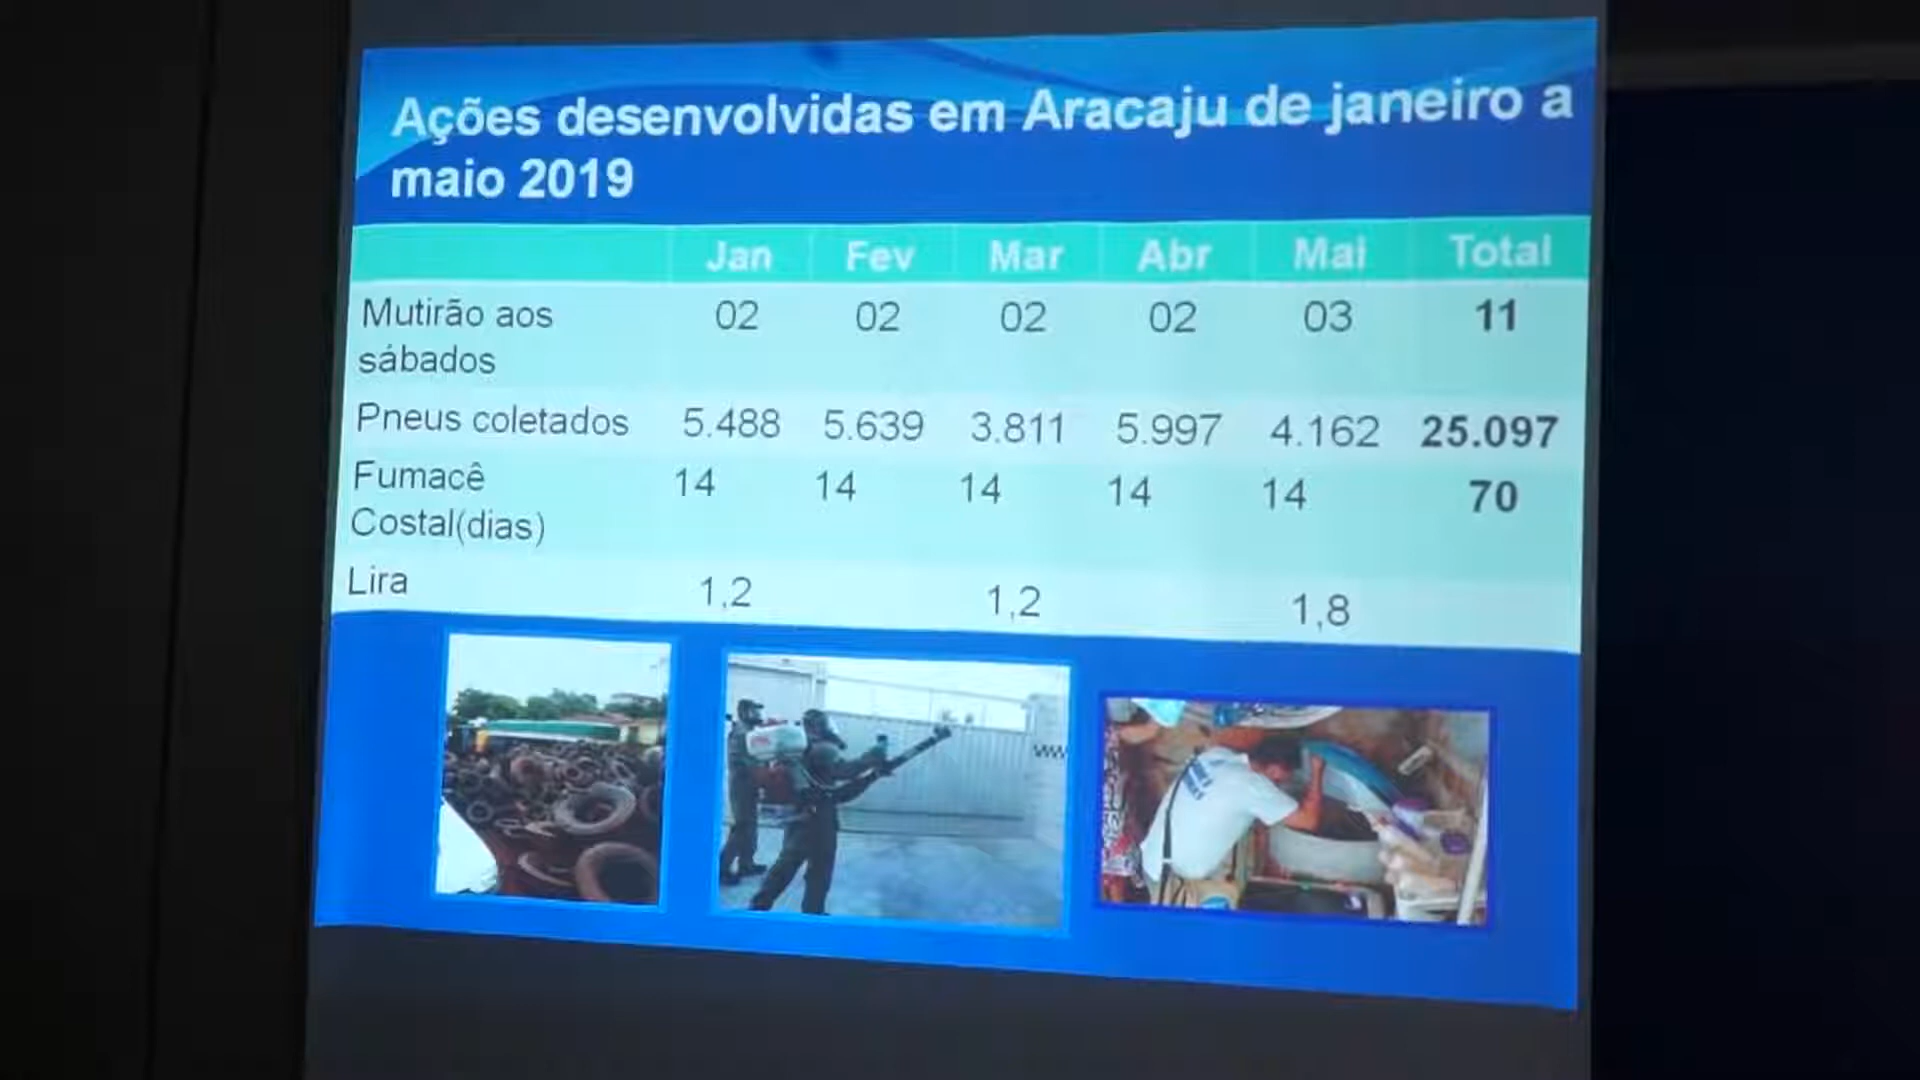 Ações desenvolvidas em Aracaju de janeiro a
maio 2019
Jan Fev Mar Abr Mai Total
Mutirão aos
sábados 02 02 02 02 03 11
Pneus coletados 5.488 5.639 3.811 5.997 4.162 25.097
Fumacê
Costal(dias) 14 14 14 14 14 70
Lira 1,2 1,2 1,8